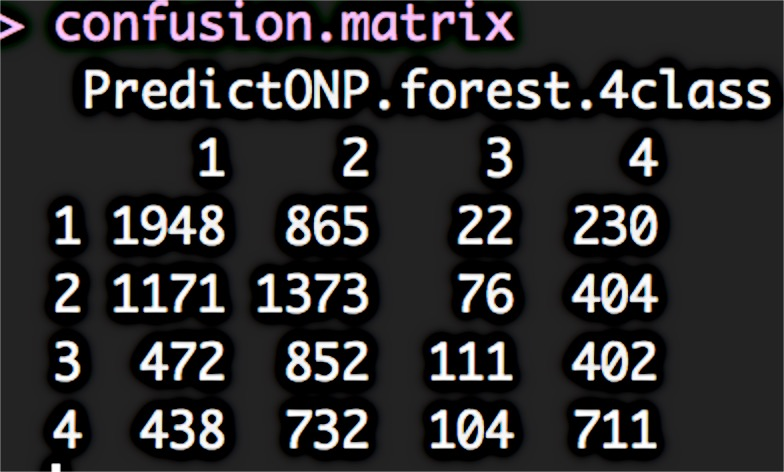 > confusion.matrix
PredictONP.forest.4class
1 2 3 4
1 1948 865 22 230
2 1171 1373 76 404
3 472 852 111 402
4 438 732 104 711